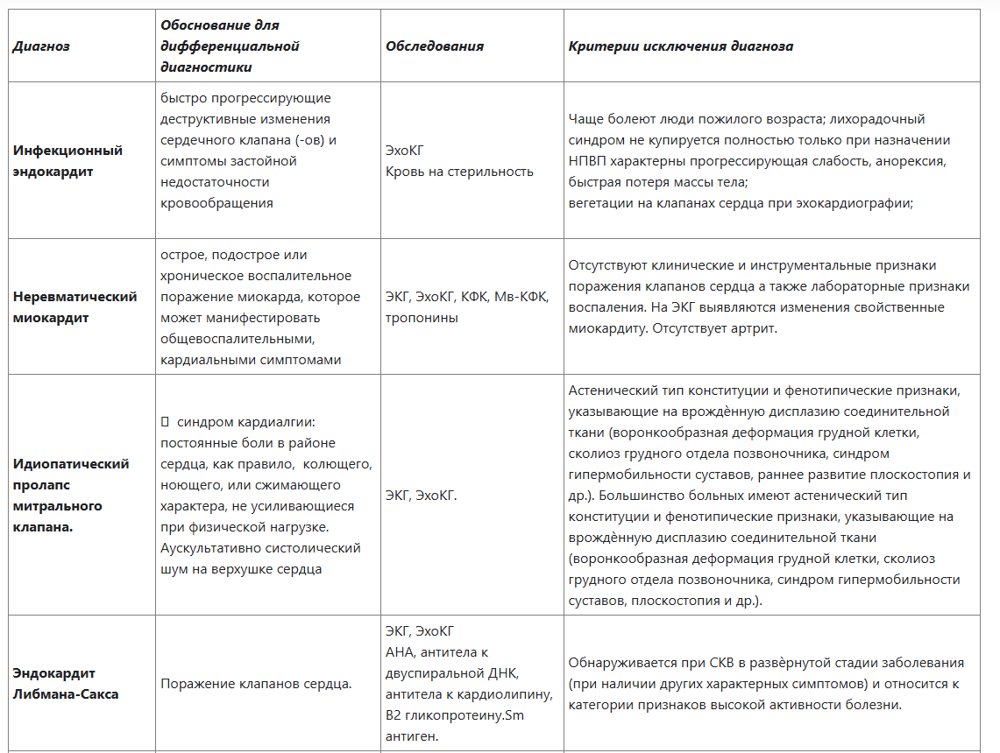 Диагноз
Обоснование для
дифференциальной
диагностики
Обследования
Критерии исключения диагноза
Инфекционный
эндокардит
быстро прогрессирующие
деструктивные изменения
сердечного клапана (-ов) и
симптомы застойной
недостаточности
кровообращения
ЭхоКГ
Кровь на стерильность
Чаще болеют люди пожилого возраста; лихорадочный
синдром не купируется полностью только при назначении
НПВП характерны прогрессирующая слабость, анорексия,
быстрая потеря массы тела;
вегетации на клапанах сердца при эхокардиографии;
Неревматический
миокардит
острое, подострое или
хроническое воспалительное
поражение миокарда, которое
может манифестировать
общевоспалительными,
кардиальными симптомами
ЭКГ, ЭхоКГ, КФК, Мв-КФК,
тропонины
Отсутствуют клинические и инструментальные признаки
поражения клапанов сердца а также лабораторные признаки
воспаления. На ЭКГ выявляются изменения свойственные
миокардиту. Отсутствует артрит.
Идиопатический
пролапс
митрального
клапана.
синдром кардиалгии:
постоянные боли в районе
сердца, как правило, колющего,
ноющего, или сжимающего
характера, не усиливающиеся
при физической нагрузке.
Аускультативно систолический
шум на верхушке сердца
ЭКГ, ЭхоКГ.
Астенический тип конституции и фенотипические признаки,
указывающие на врождѐнную дисплазию соединительной
ткани (воронкообразная деформация грудной клетки,
сколиоз грудного отдела позвоночника, синдром
гипермобильности суставов, раннее развитие плоскостопия и
др.). Большинство больных имеют астенический тип
конституции и фенотипические признаки, указывающие на
врождѐнную дисплазию соединительной ткани
(воронкообразная деформация грудной клетки, сколиоз
грудного отдела позвоночника, синдром гипермобильности
суставов, плоскостопия и др.).
Эндокардит
Либмана-Сакса
Поражение клапанов сердца.
ЭКГ, ЭхоКГ
АНА, антитела к
двуспиральной ДНК,
антитела к кардиолипину,
В2 гликопротеину.Sm
антиген.
Обнаруживается при СКВ в развѐрнутой стадии заболевания
(при наличии других характерных симптомов) и относится к
категории признаков высокой активности болезни.